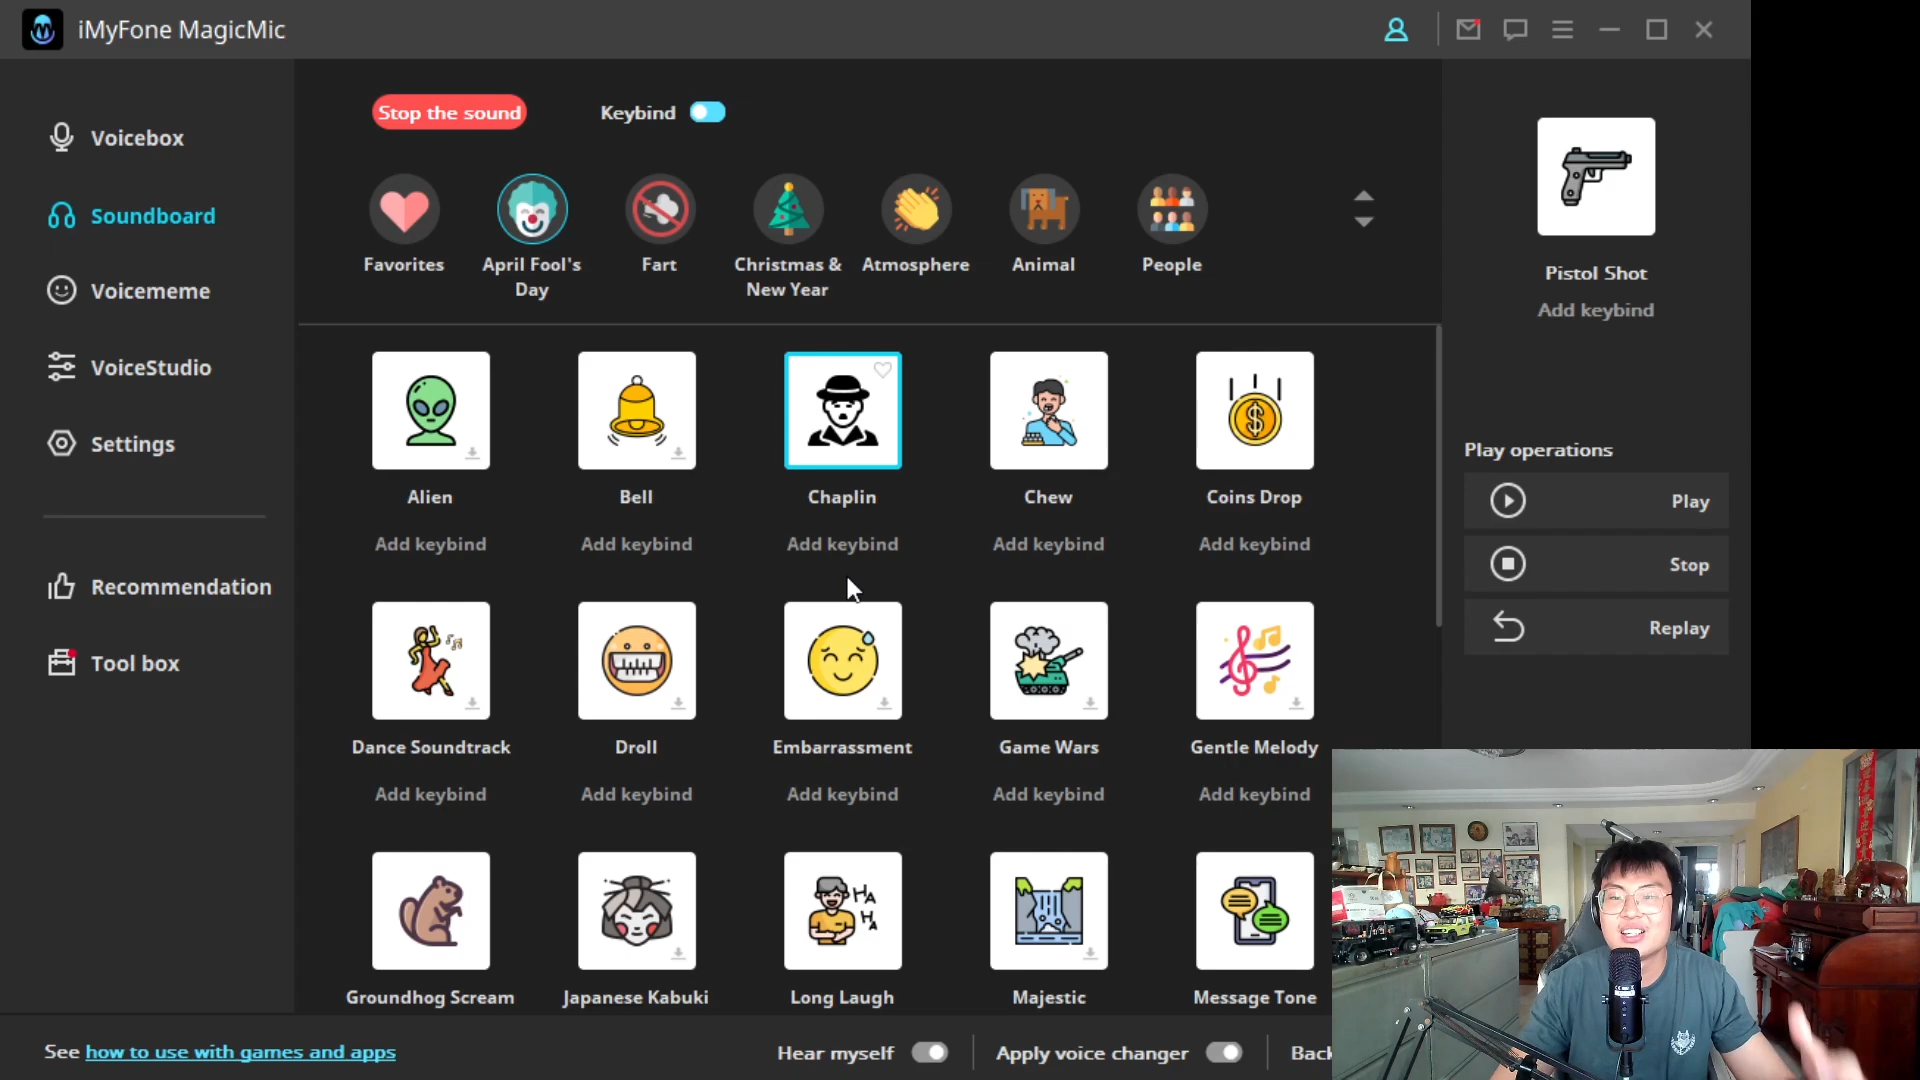 iMyFone MagicMic
Voicebox
Soundboard
Voicememe
VoiceStudio
Settings
Recommendation
Tool box
Stop the sound
Keybind
Favorites
April Fool's
Day
Fart
Christmas &
New Year
Atmosphere
Animal
People
Alien
Add keybind
Bell
Add keybind
Chaplin
Add keybind
Chew
Add keybind
Coins Drop
Add keybind
Dance Soundtrack
Add keybind
Droll
Add keybind
Embarrassment
Add keybind
Game Wars
Add keybind
Gentle Melody
Add keybind
HA
HA
Groundhog Scream
Japanese Kabuki
Long Laugh
Majestic
Message Tone
Pistol Shot
Add keybind
Play operations
Play
Stop
Replay
See how to use with games and apps
Hear myself
Apply voice changer
Back